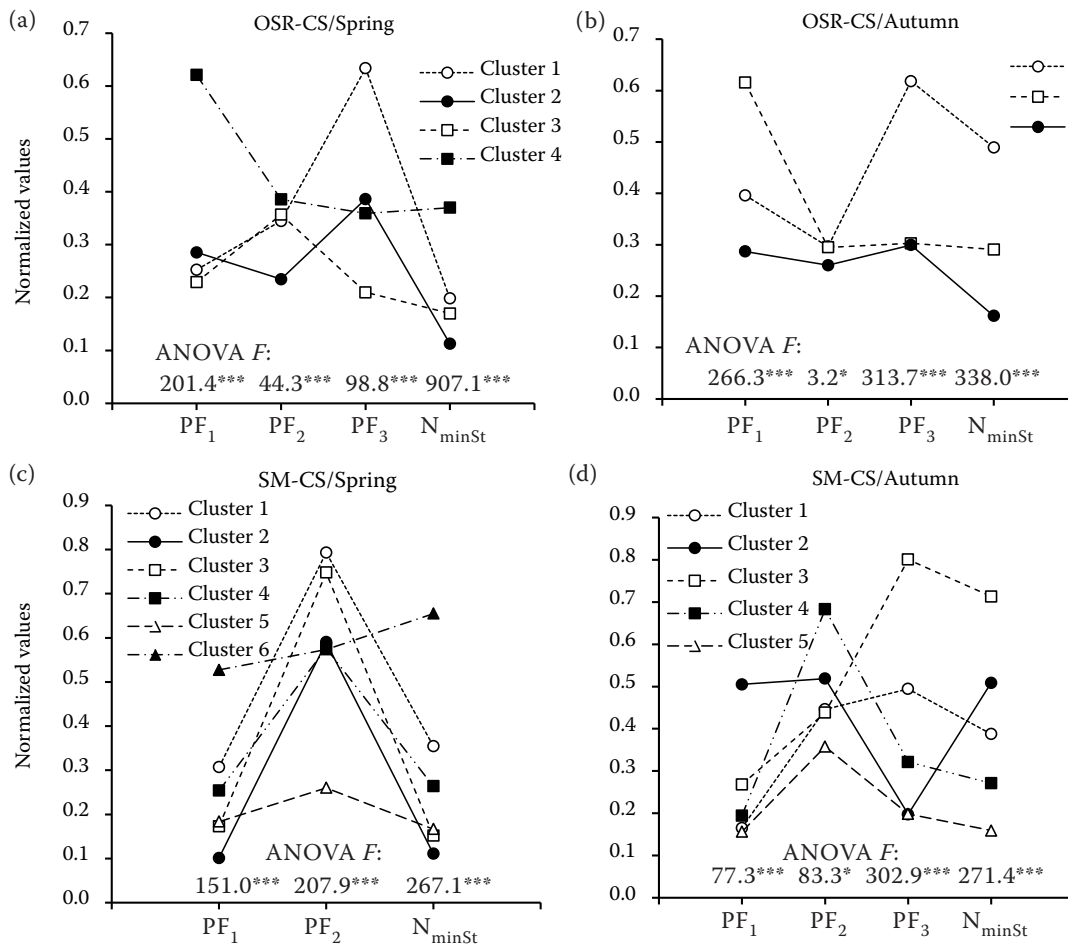 (a)
OSR-CS/Spring
Normalized values
0.7
0.6
0.5
0.4
0.3
0.2
0.1
0.0
Cluster 1
Cluster 2
Cluster 3
Cluster 4
ANOVA F:
201.4*** 44.3*** 98.8*** 907.1***
PF1 PF2 PF3 NminSt
(b)
OSR-CS/Autumn
0.7
0.6
0.5
0.4
0.3
0.2
0.1
0.0
ANOVA F:
266.3*** 3.2* 313.7*** 338.0***
PF1 PF2 PF3 NminSt
(c)
SM-CS/Spring
Normalized values
0.9
0.8
0.7
0.6
0.5
0.4
0.3
0.2
0.1
0.0
Cluster 1
Cluster 2
Cluster 3
Cluster 4
Cluster 5
Cluster 6
ANOVA F:
151.0*** 207.9*** 267.1***
PF1 PF2 NminSt
(d)
SM-CS/Autumn
0.9
0.8
0.7
0.6
0.5
0.4
0.3
0.2
0.1
0.0
Cluster 1
Cluster 2
Cluster 3
Cluster 4
Cluster 5
ANOVA F:
77.3*** 83.3* 302.9*** 271.4***
PF1 PF2 PF3 NminSt